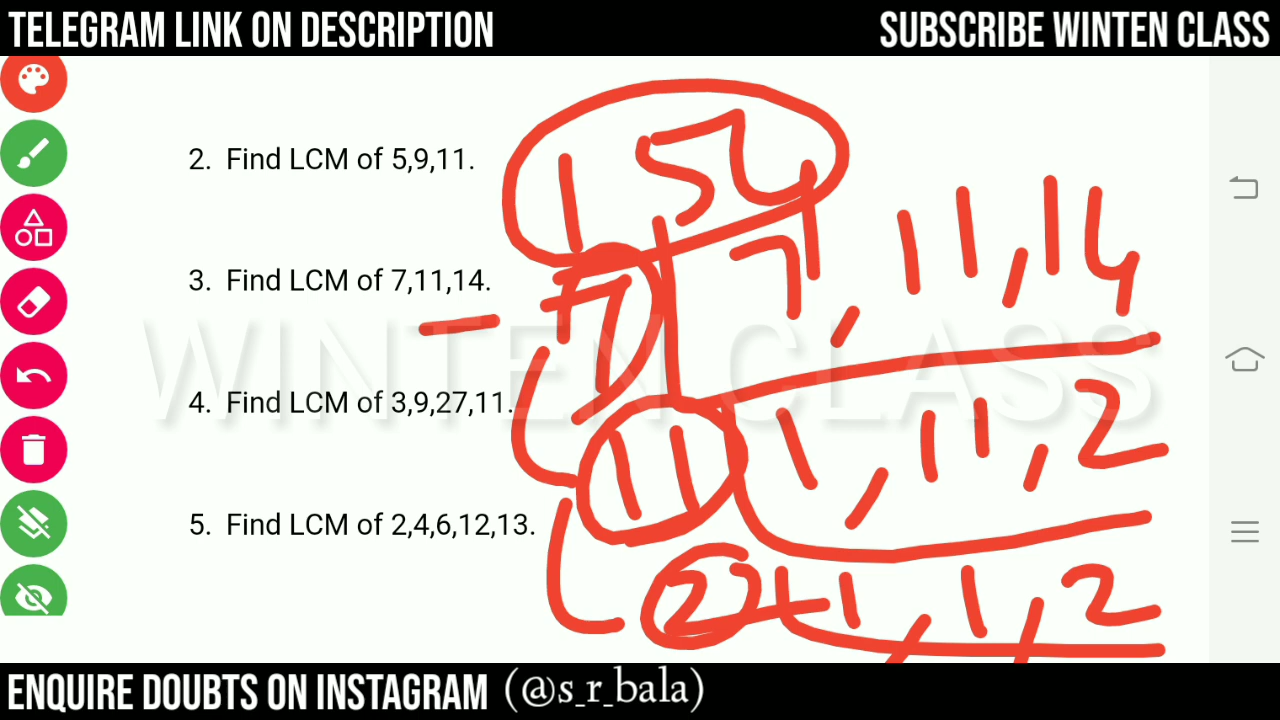 TELEGRAM LINK ON DESCRIPTION
SUBSCRIBE WINTEN CLASS
2. Find LCM of 5,9,11.
3. Find LCM of 7,11,14.
4. Find LCM of 3,9,27,11.
5. Find LCM of 2,4,6,12,13.
154
7 7, 11, 14
11 1, 11, 2
2 1, 1, 2
WINTEN CLASS
ENQUIRE DOUBTS ON INSTAGRAM (@s_r_bala)